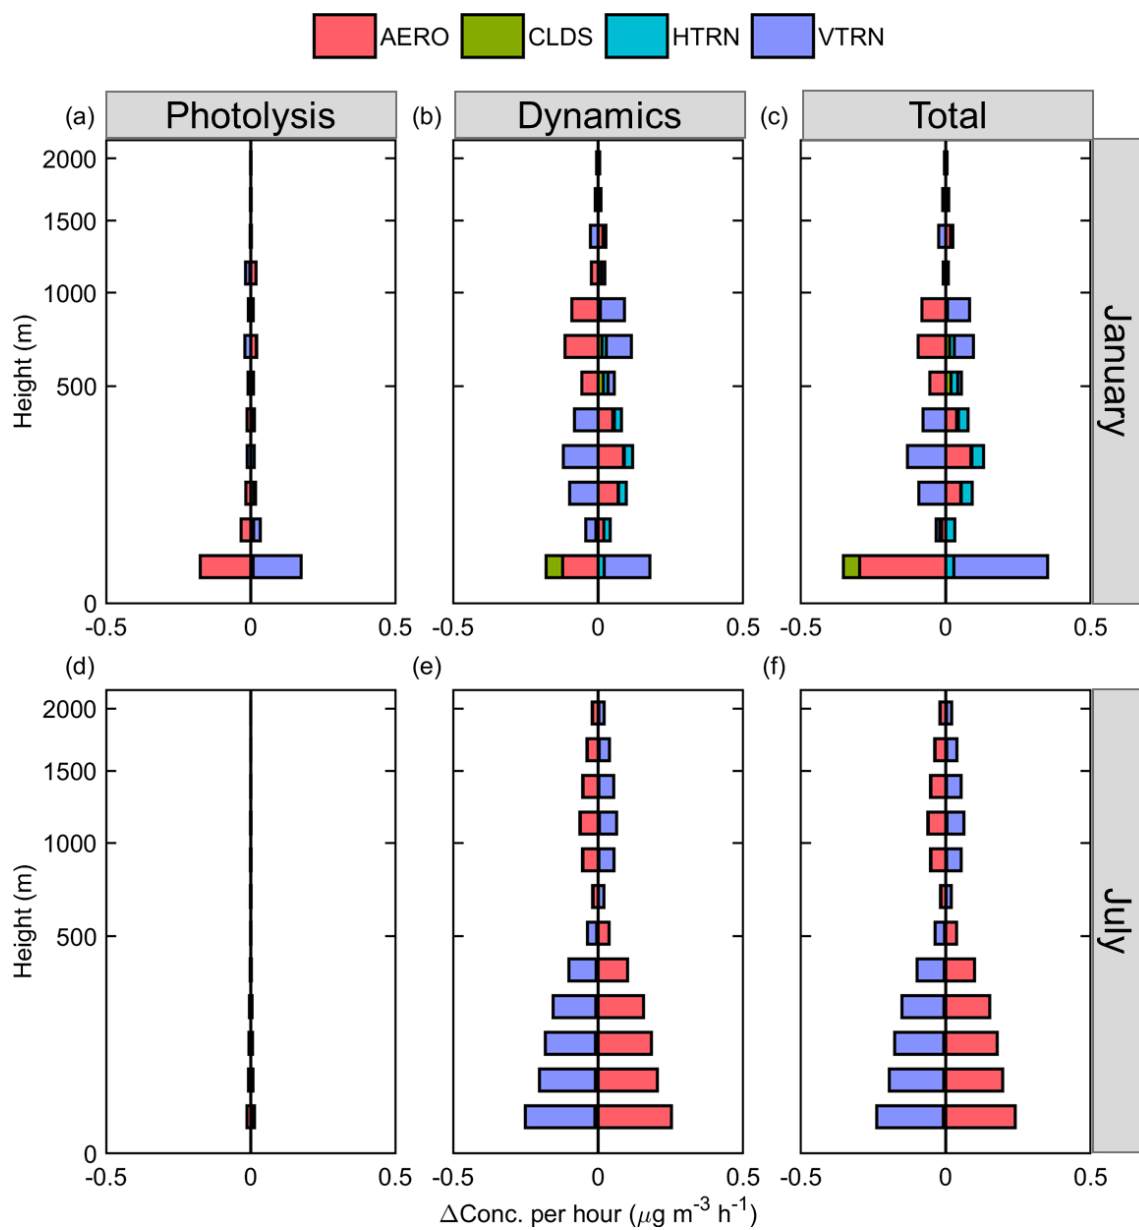 AERO CLDS HTRN VTRN
(a) Photolysis (b) Dynamics (c) Total
2000
1500
1000
500
0
Height (m)
January
-0.5 0 0.5 -0.5 0 0.5 -0.5 0 0.5
(d) (e) (f)
2000
1500
1000
500
0
Height (m)
July
-0.5 0 0.5 -0.5 0 0.5 -0.5 0 0.5
ΔConc. per hour (μg m⁻³ h⁻¹)